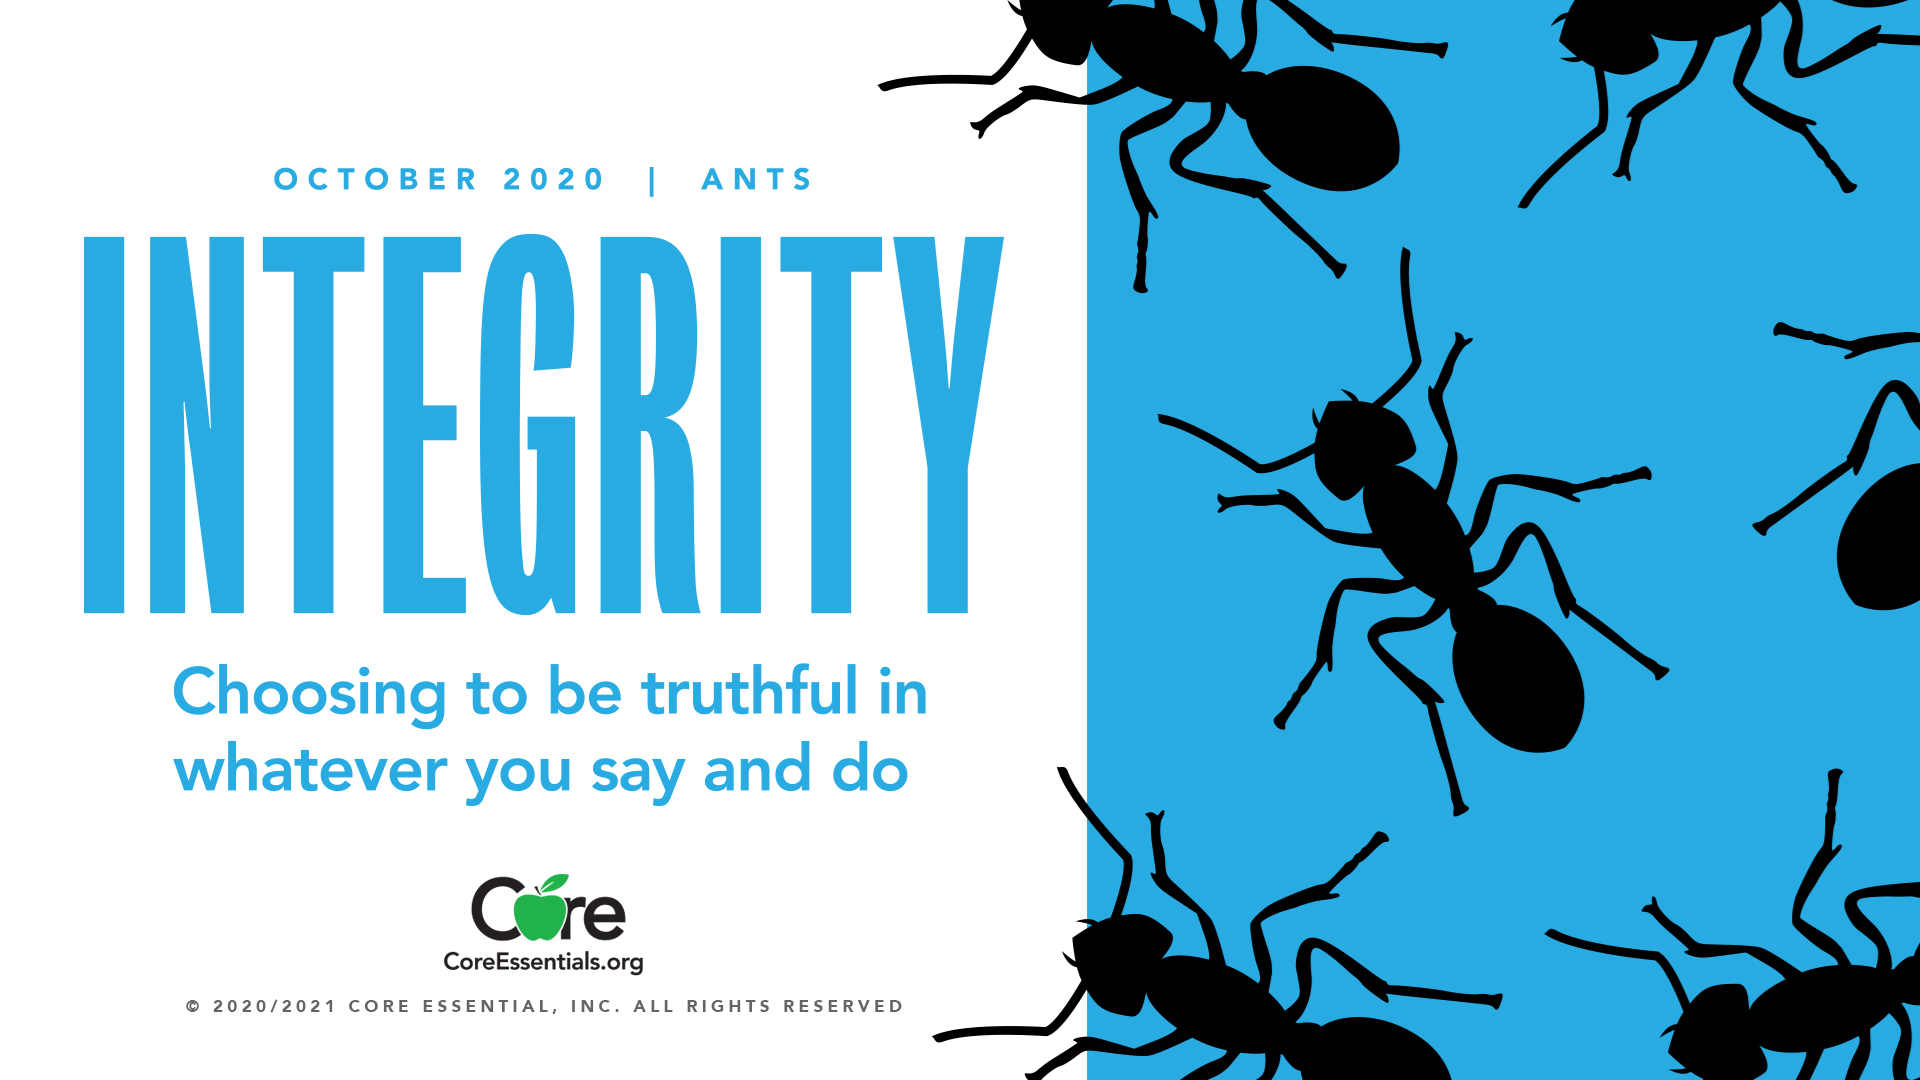 OCTOBER 2020 | ANTS
INTEGRITY
Choosing to be truthful in
whatever you say and do
Core
CoreEssentials.org
© 2020/2021 CORE ESSENTIAL, INC. ALL RIGHTS RESERVED